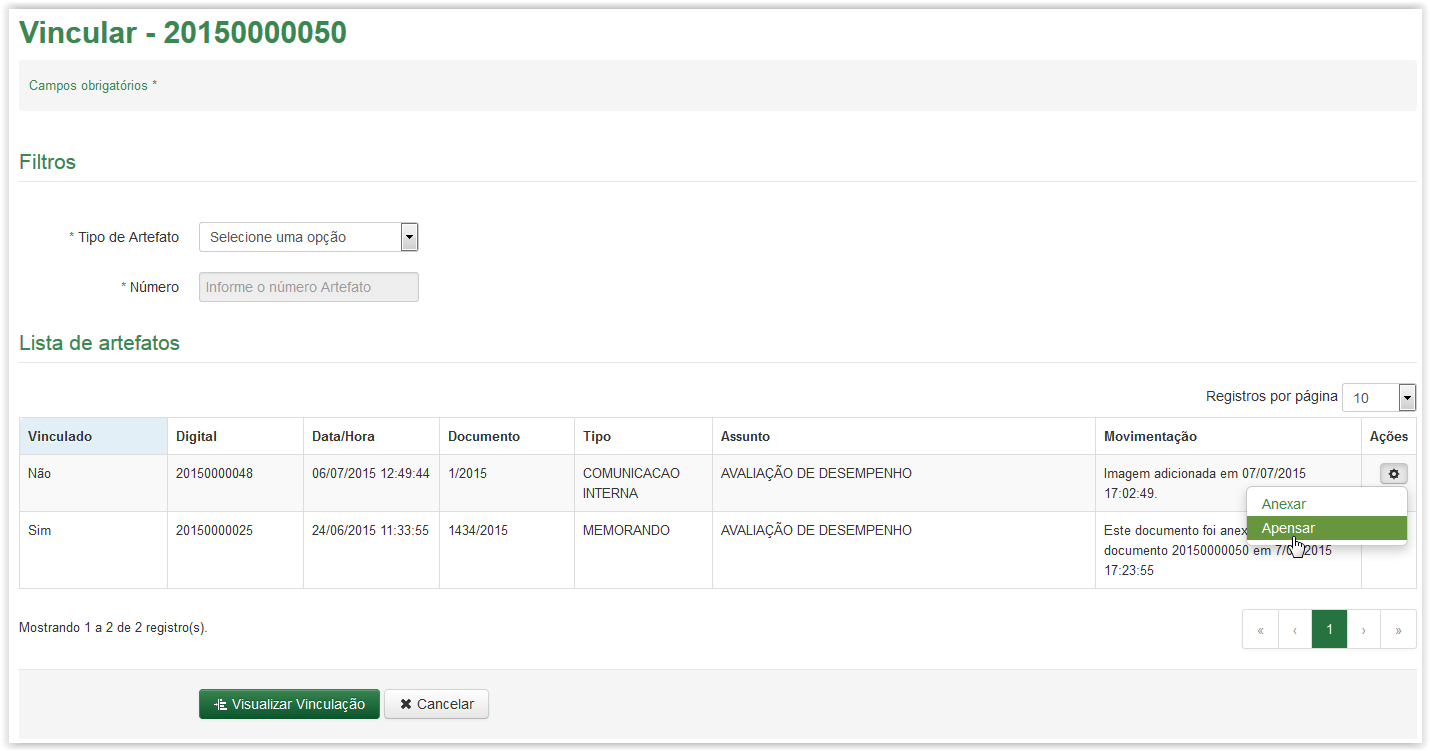 Vincular - 20150000050
Campos obrigatórios *
Filtros
* Tipo de Artefato Selecione uma opção
* Número Informe o número Artefato
Lista de artefatos
Registros por página 10
Vinculado Digital Data/Hora Documento Tipo Assunto Movimentação Ações
Não 20150000048 06/07/2015 12:49:44 1/2015 COMUNICACAO AVALIAÇÃO DE DESEMPENHO Imagem adicionada em 07/07/2015
INTERNA 17:02:49.
Anexar
Apensar
Sim 20150000025 24/06/2015 11:33:55 1434/2015 MEMORANDO AVALIAÇÃO DE DESEMPENHO Este documento foi anex
documento 20150000050 em 2015
17:23:55
Mostrando 1 a 2 de 2 registro(s).
« ‹ 1 › »
Visualizar Vinculação Cancelar